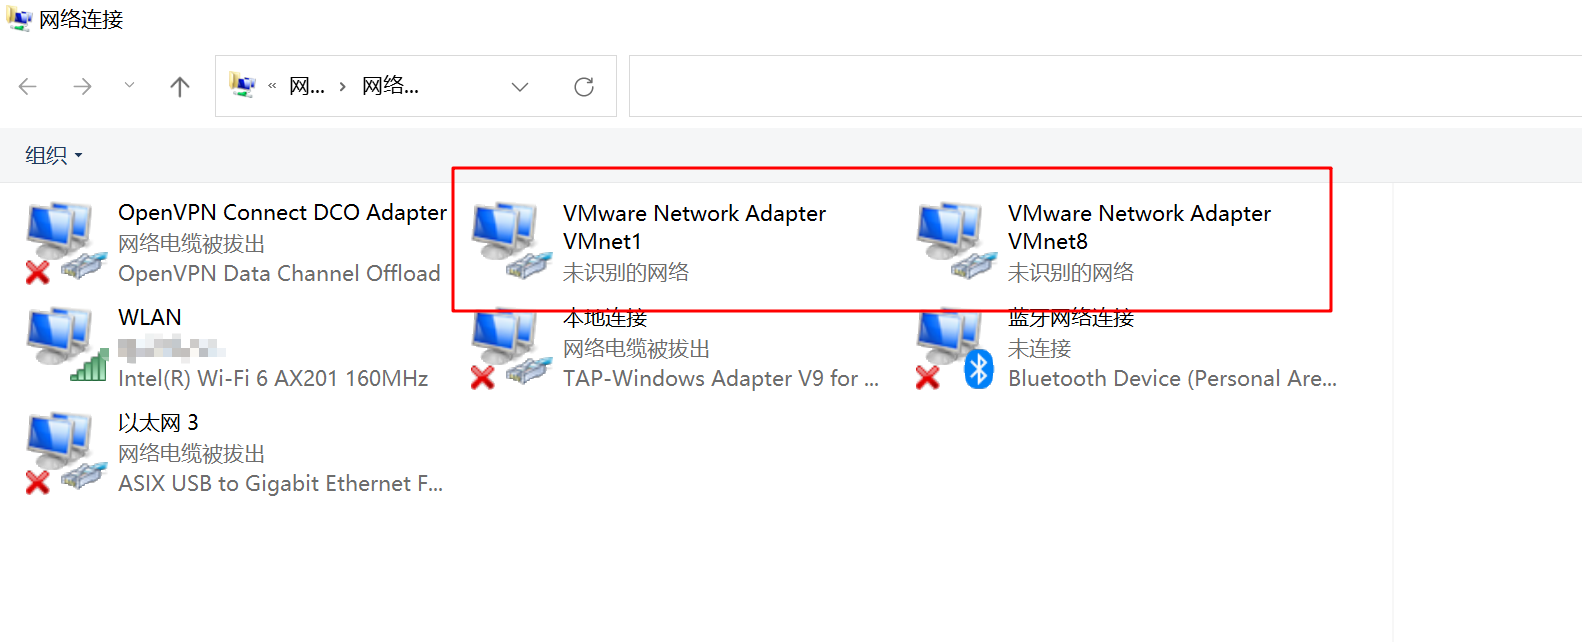 网络连接
« 网... › 网络...
组织
OpenVPN Connect DCO Adapter
网络电缆被拔出
OpenVPN Data Channel Offload
VMware Network Adapter
VMnet1
未识别的网络
VMware Network Adapter
VMnet8
未识别的网络
WLAN
Intel(R) Wi-Fi 6 AX201 160MHz
本地连接
网络电缆被拔出
TAP-Windows Adapter V9 for ...
蓝牙网络连接
未连接
Bluetooth Device (Personal Are...
以太网 3
网络电缆被拔出
ASIX USB to Gigabit Ethernet F...